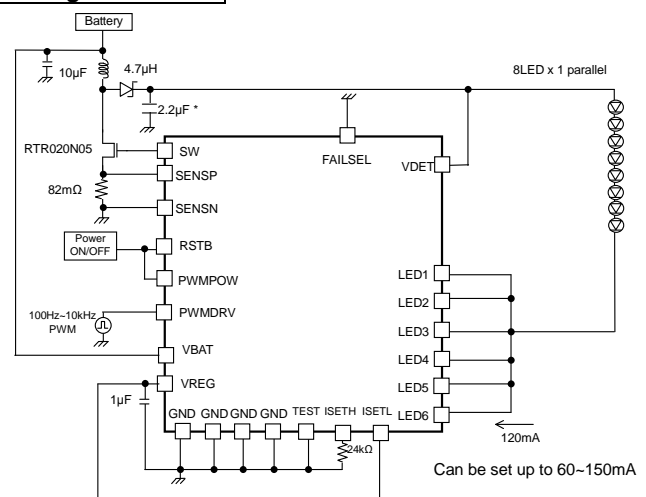 Battery
10μF
4.7μH
8LED x 1 parallel
2.2μF *
RTR020N05
SW
FAILSEL
VDET
SENSP
82mΩ
SENSN
Power
ON/OFF
RSTB
PWMPOW
LED1
LED2
100Hz~10kHz
PWM
PWMDRV
LED3
VBAT
LED4
VREG
LED5
1μF
GND GND GND GND TEST ISETH ISETL
LED6
24kΩ
120mA
Can be set up to 60~150mA